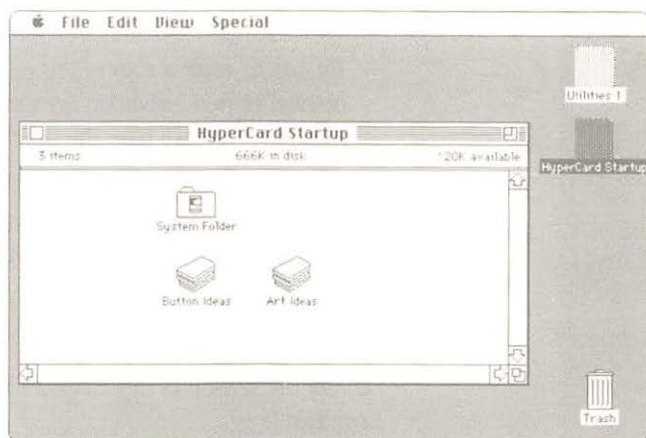 File Edit View Special
Utilities 1
HyperCard Startup
3 items 666K in disk 120K available
HyperCard Startup
System Folder
Button Ideas Art Ideas
Trash